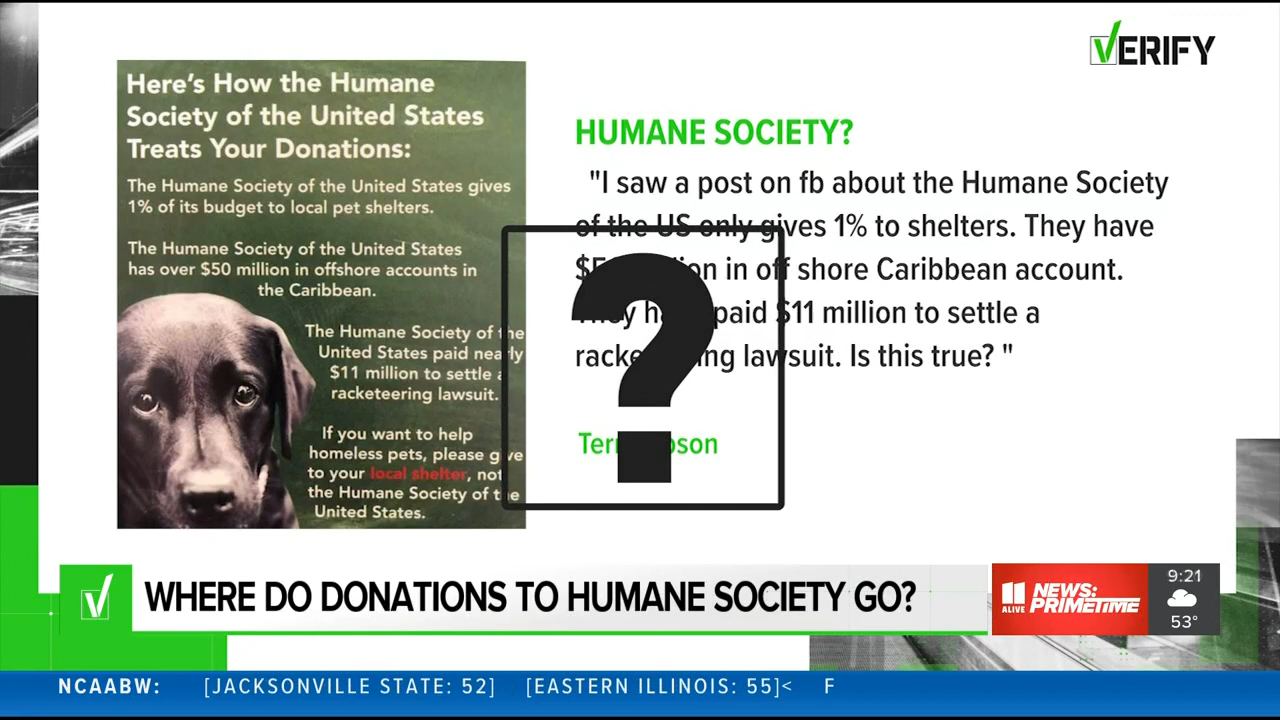 VERIFY
Here's How the Humane
Society of the United States
Treats Your Donations:
The Humane Society of the United States gives
1% of its budget to local pet shelters.
The Humane Society of the United States
has over $50 million in offshore accounts in
the Caribbean.
The Humane Society of the
United States paid nearly
$11 million to settle a
racketeering lawsuit.
If you want to help
homeless pets, please give
to your local shelter, not
the Humane Society of the
United States.
HUMANE SOCIETY?
"I saw a post on fb about the Humane Society
of the US only gives 1% to shelters. They have
in off shore Caribbean account.
They paid $11 million to settle a
lawsuit. Is this true? "
?
WHERE DO DONATIONS TO HUMANE SOCIETY GO?
11 ALIVE NEWS: PRIMETIME
9:21
53°
NCAABW: [JACKSONVILLE STATE: 52] [EASTERN ILLINOIS: 55]< F